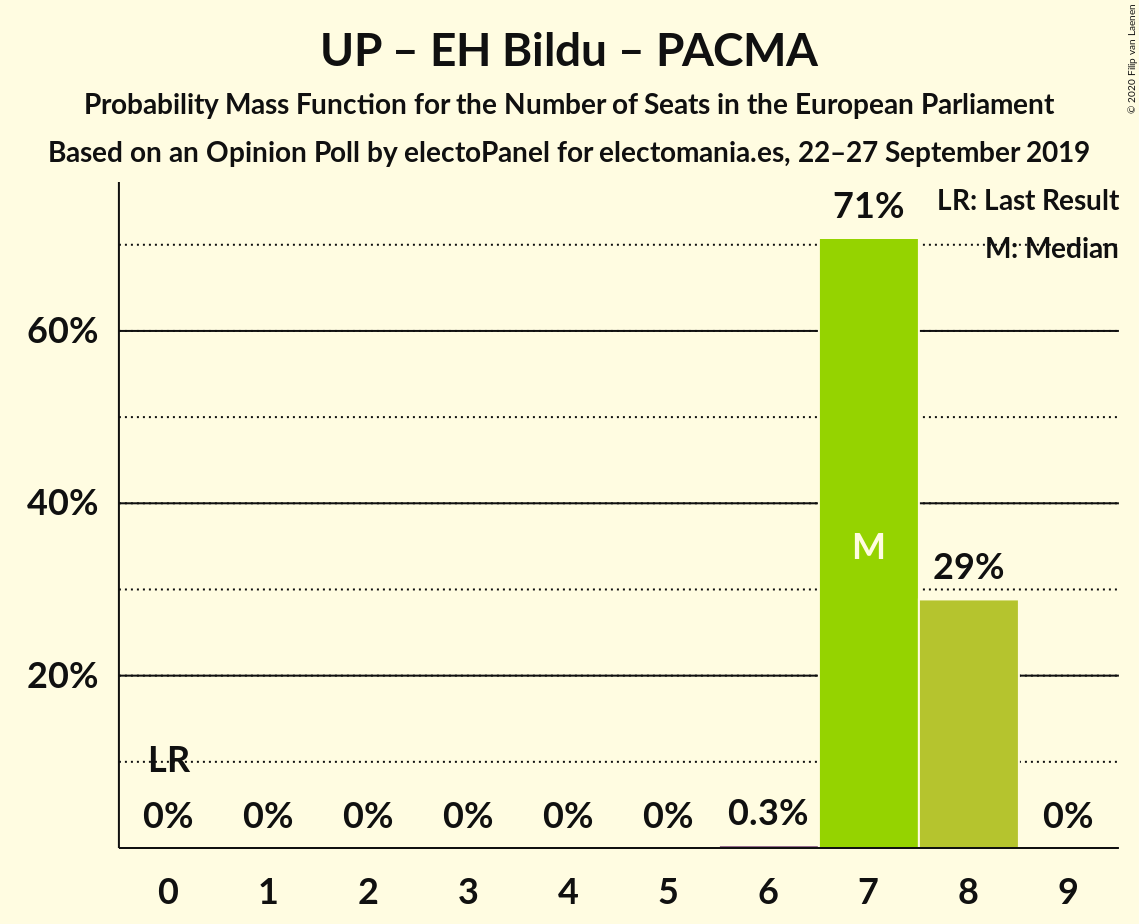 UP – EH Bildu – PACMA
Probability Mass Function for the Number of Seats in the European Parliament
Based on an Opinion Poll by electoPanel for electomania.es, 22–27 September 2019
© 2020 Filip van Laenen
LR: Last Result
M: Median
71%
60%
40%
20%
M
29%
LR
0% 0% 0% 0% 0% 0% 0.3% 0%
0 1 2 3 4 5 6 7 8 9